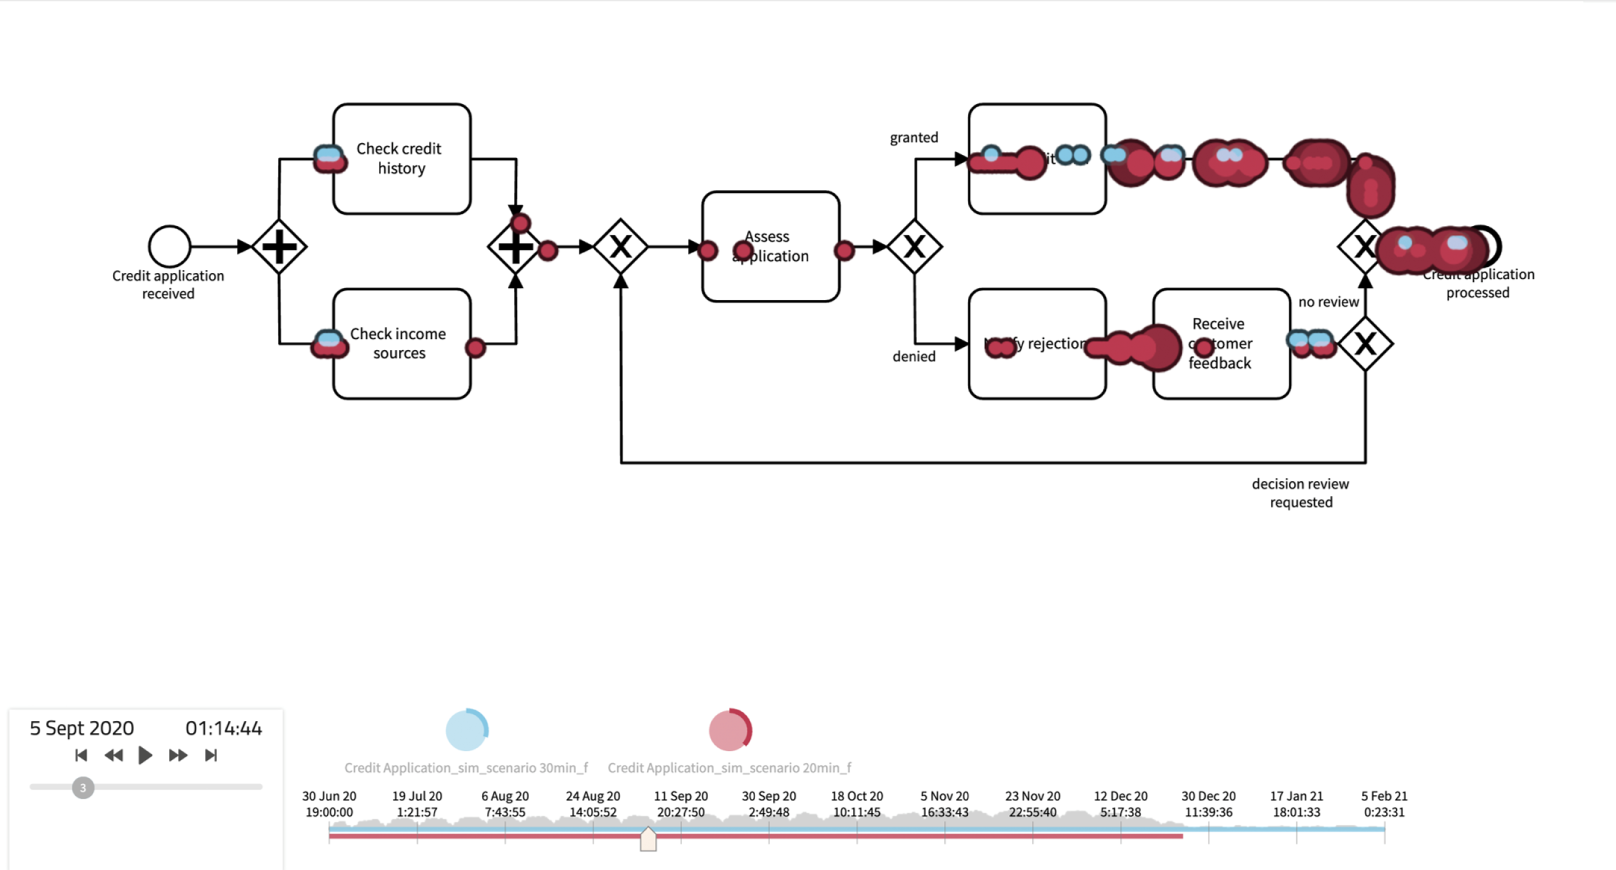 Check credit
history
granted
it
Credit application
received
Assess
application
Credit application
processed
no review
Check income
sources
denied
rejection
Receive
feedback
decision review
requested
5 Sept 2020 01:14:44
3
Credit Application_sim_scenario 30min_f Credit Application_sim_scenario 20min_f
30 Jun 20 19 Jul 20 6 Aug 20 24 Aug 20 11 Sep 20 30 Sep 20 18 Oct 20 5 Nov 20 23 Nov 20 12 Dec 20 30 Dec 20 17 Jan 21 5 Feb 21
19:00:00 1:21:57 7:43:55 14:05:52 20:27:50 2:49:48 10:11:45 16:33:43 22:55:40 5:17:38 11:39:36 18:01:33 0:23:31